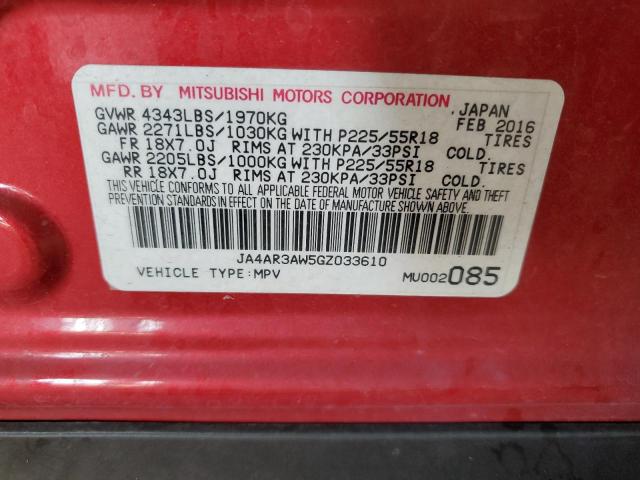 MFD. BY MITSUBISHI MOTORS CORPORATION
, JAPAN
GVWR 4343LBS/1970KG FEB 2016
GAWR 2271LBS/1030KG WITH P225/55R18 TIRES
FR 18X7.0J RIMS AT 230KPA/33PSI COLD.
GAWR 2205LBS/1000KG WITH P225/55R18 TIRES
RR 18X7.0J RIMS AT 230KPA/33PSI COLD.
THIS VEHICLE CONFORMS TO ALL APPLICABLE FEDERAL MOTOR VEHICLE SAFETY AND THEFT PREVENTION
STANDARDS IN EFFECT ON THE DATE OF MANUFACTURE SHOWN ABOVE.
JA4AR3AW5GZ033610
VEHICLE TYPE:MPV MU002085